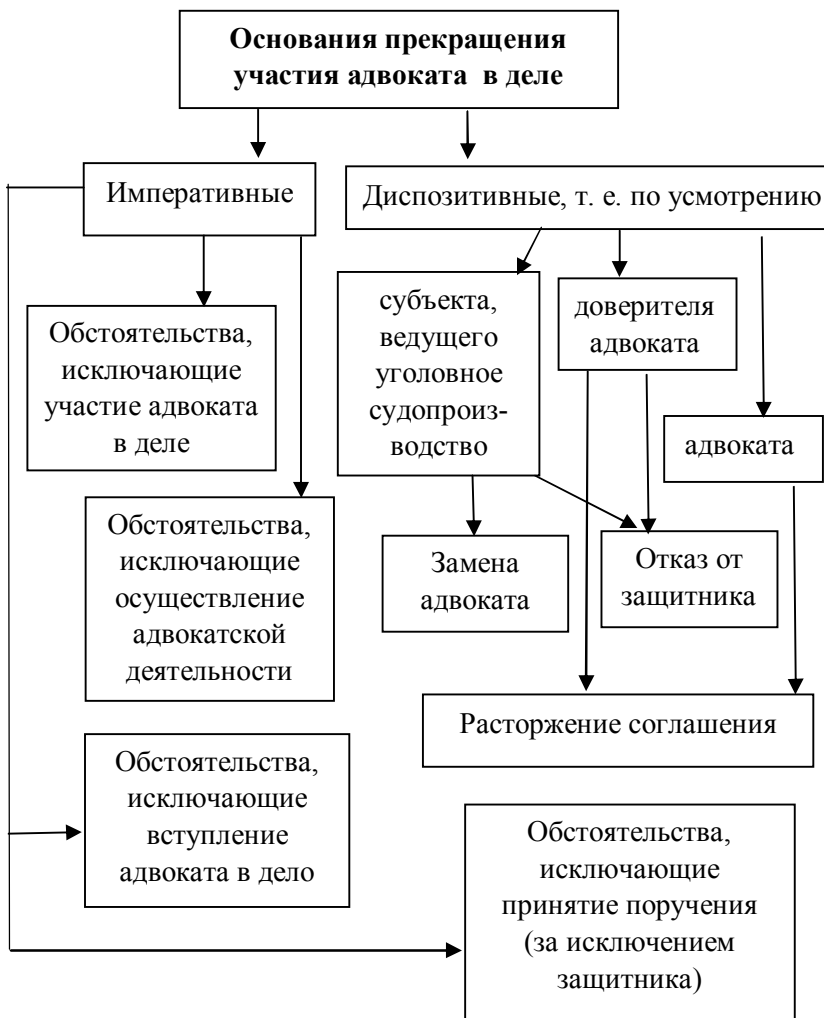 Основания прекращения
участия адвоката в деле
Императивные
Диспозитивные, т. е. по усмотрению
Обстоятельства,
исключающие
участие адвоката
в деле
субъекта,
ведущего
уголовное
судопроиз-
водство
доверителя
адвоката
адвоката
Обстоятельства,
исключающие
осуществление
адвокатской
деятельности
Замена
адвоката
Отказ от
защитника
Расторжение соглашения
Обстоятельства,
исключающие
вступление
адвоката в дело
Обстоятельства,
исключающие
принятие поручения
(за исключением
защитника)